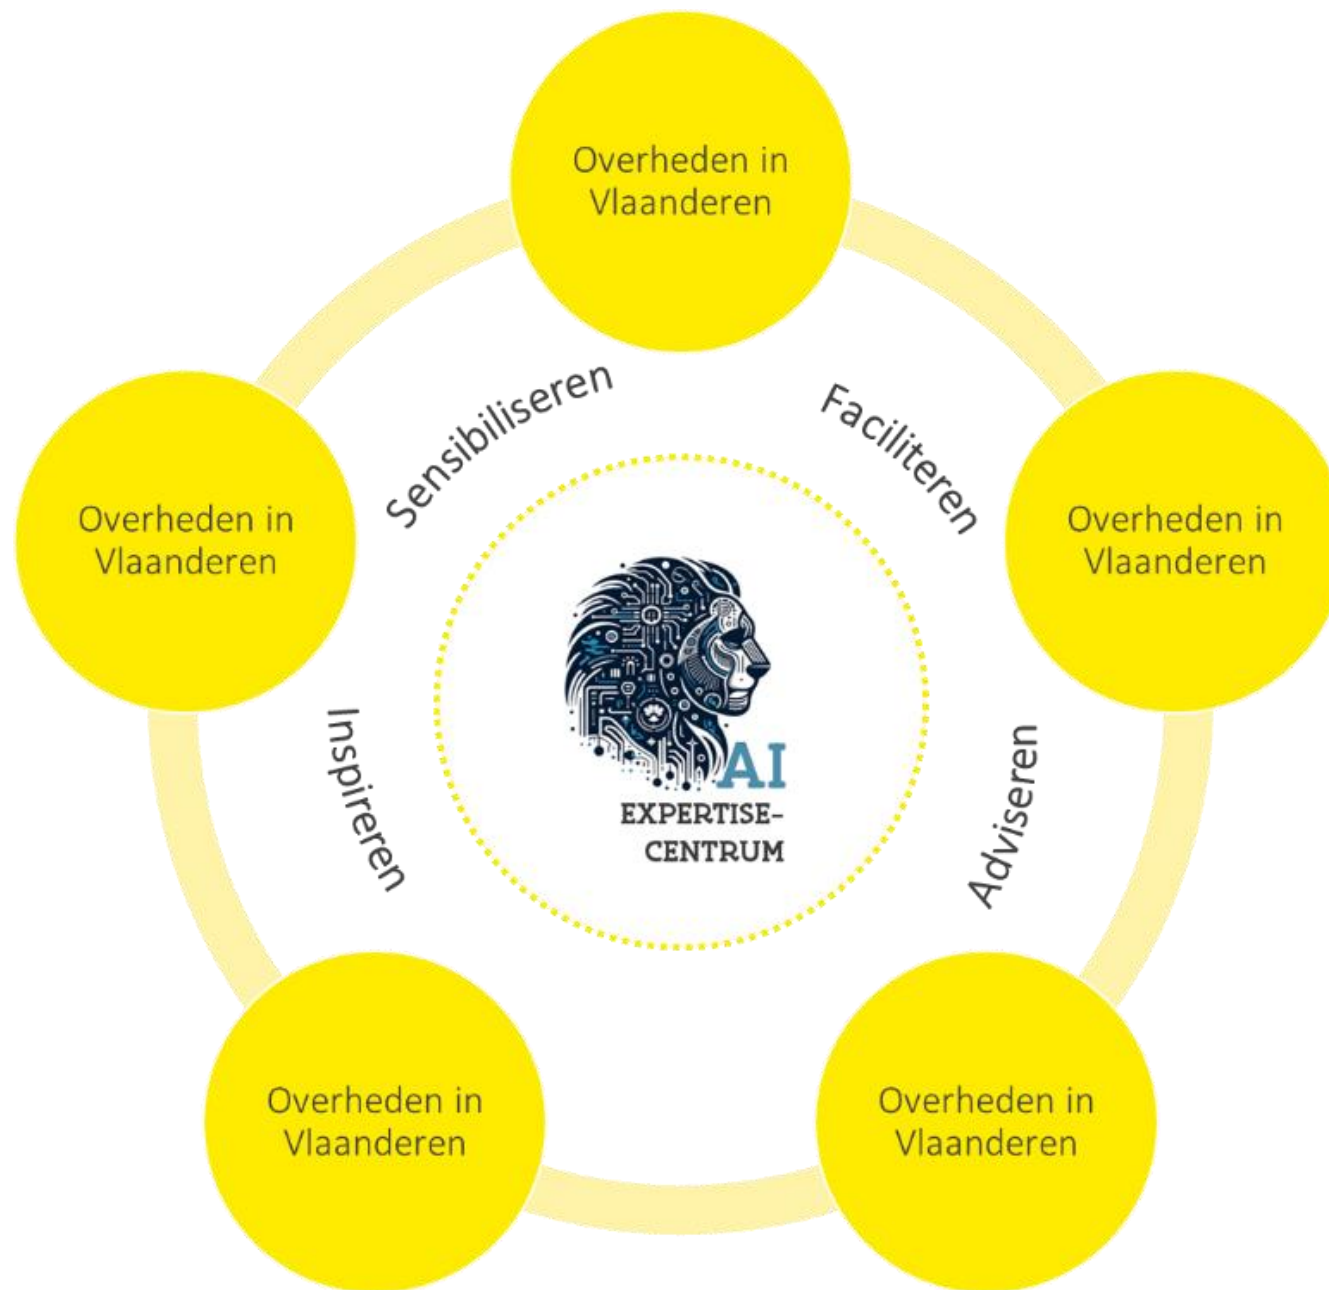 Overheden in
Vlaanderen
Sensibiliseren
Faciliteren
Overheden in
Vlaanderen
Overheden in
Vlaanderen
Inspireren
Adviseren
AI
EXPERTISE-
CENTRUM
Overheden in
Vlaanderen
Overheden in
Vlaanderen